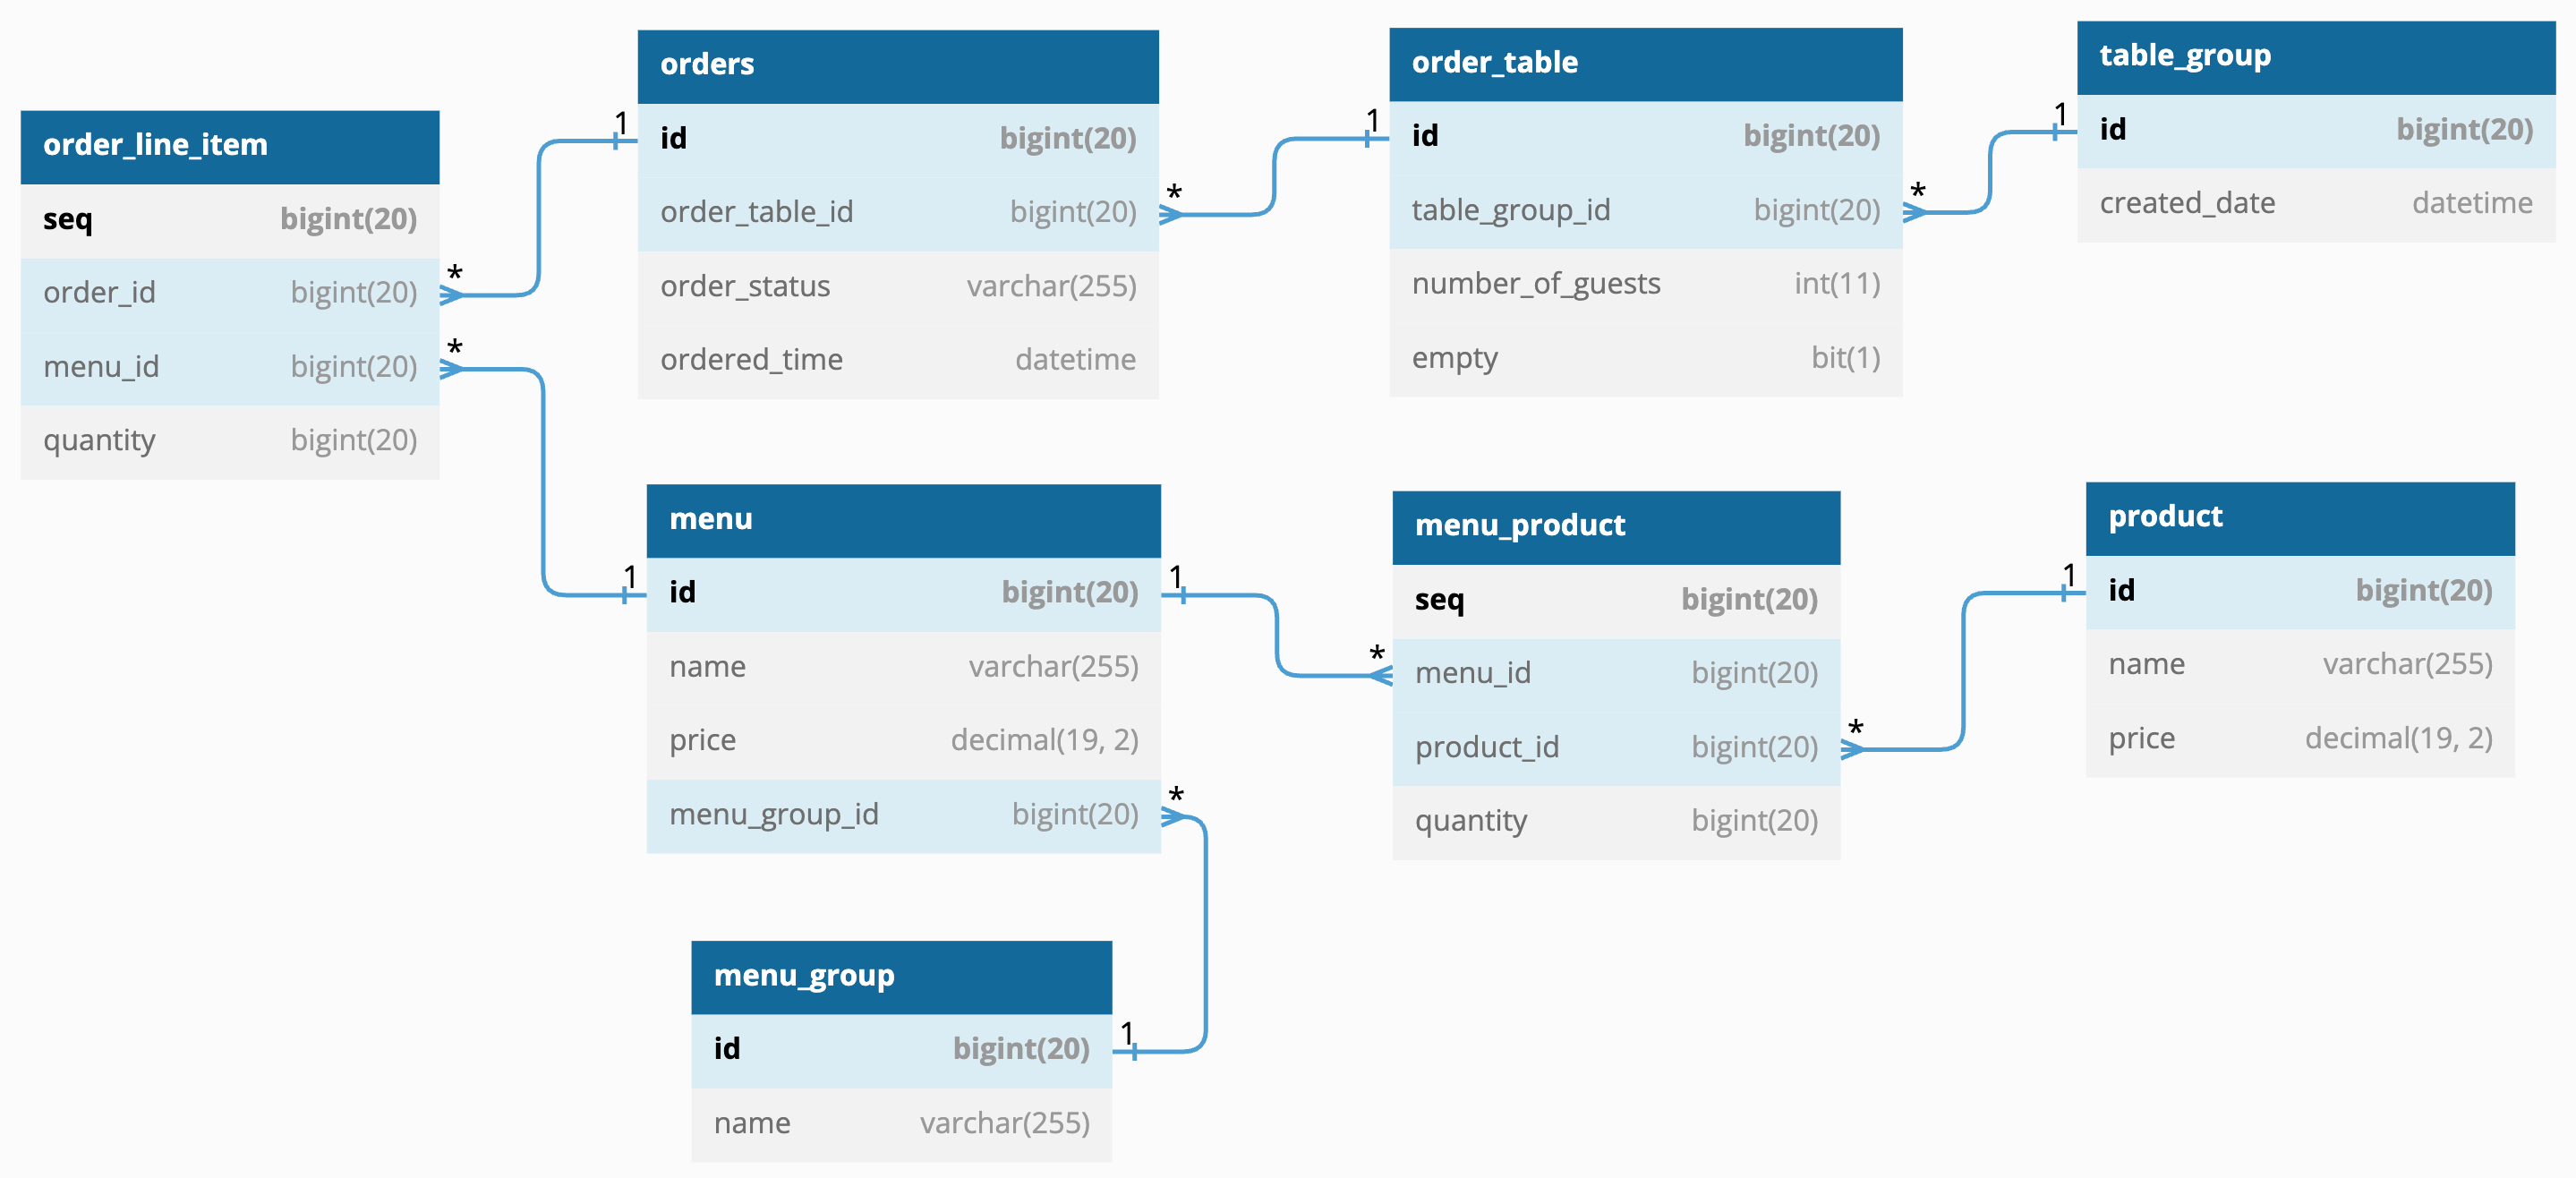 order_line_item
seq bigint(20)
order_id bigint(20)
*
menu_id bigint(20)
*
quantity bigint(20)
orders
1
id bigint(20)
order_table_id bigint(20)
*
order_status varchar(255)
ordered_time datetime
order_table
1
id bigint(20)
table_group_id bigint(20)
*
number_of_guests int(11)
empty bit(1)
table_group
1
id bigint(20)
created_date datetime
menu
1
id bigint(20)
1
name varchar(255)
price decimal(19, 2)
menu_group_id bigint(20)
*
menu_product
seq bigint(20)
*
menu_id bigint(20)
product_id bigint(20)
*
quantity bigint(20)
product
1
id bigint(20)
name varchar(255)
price decimal(19, 2)
menu_group
id bigint(20)
1
name varchar(255)